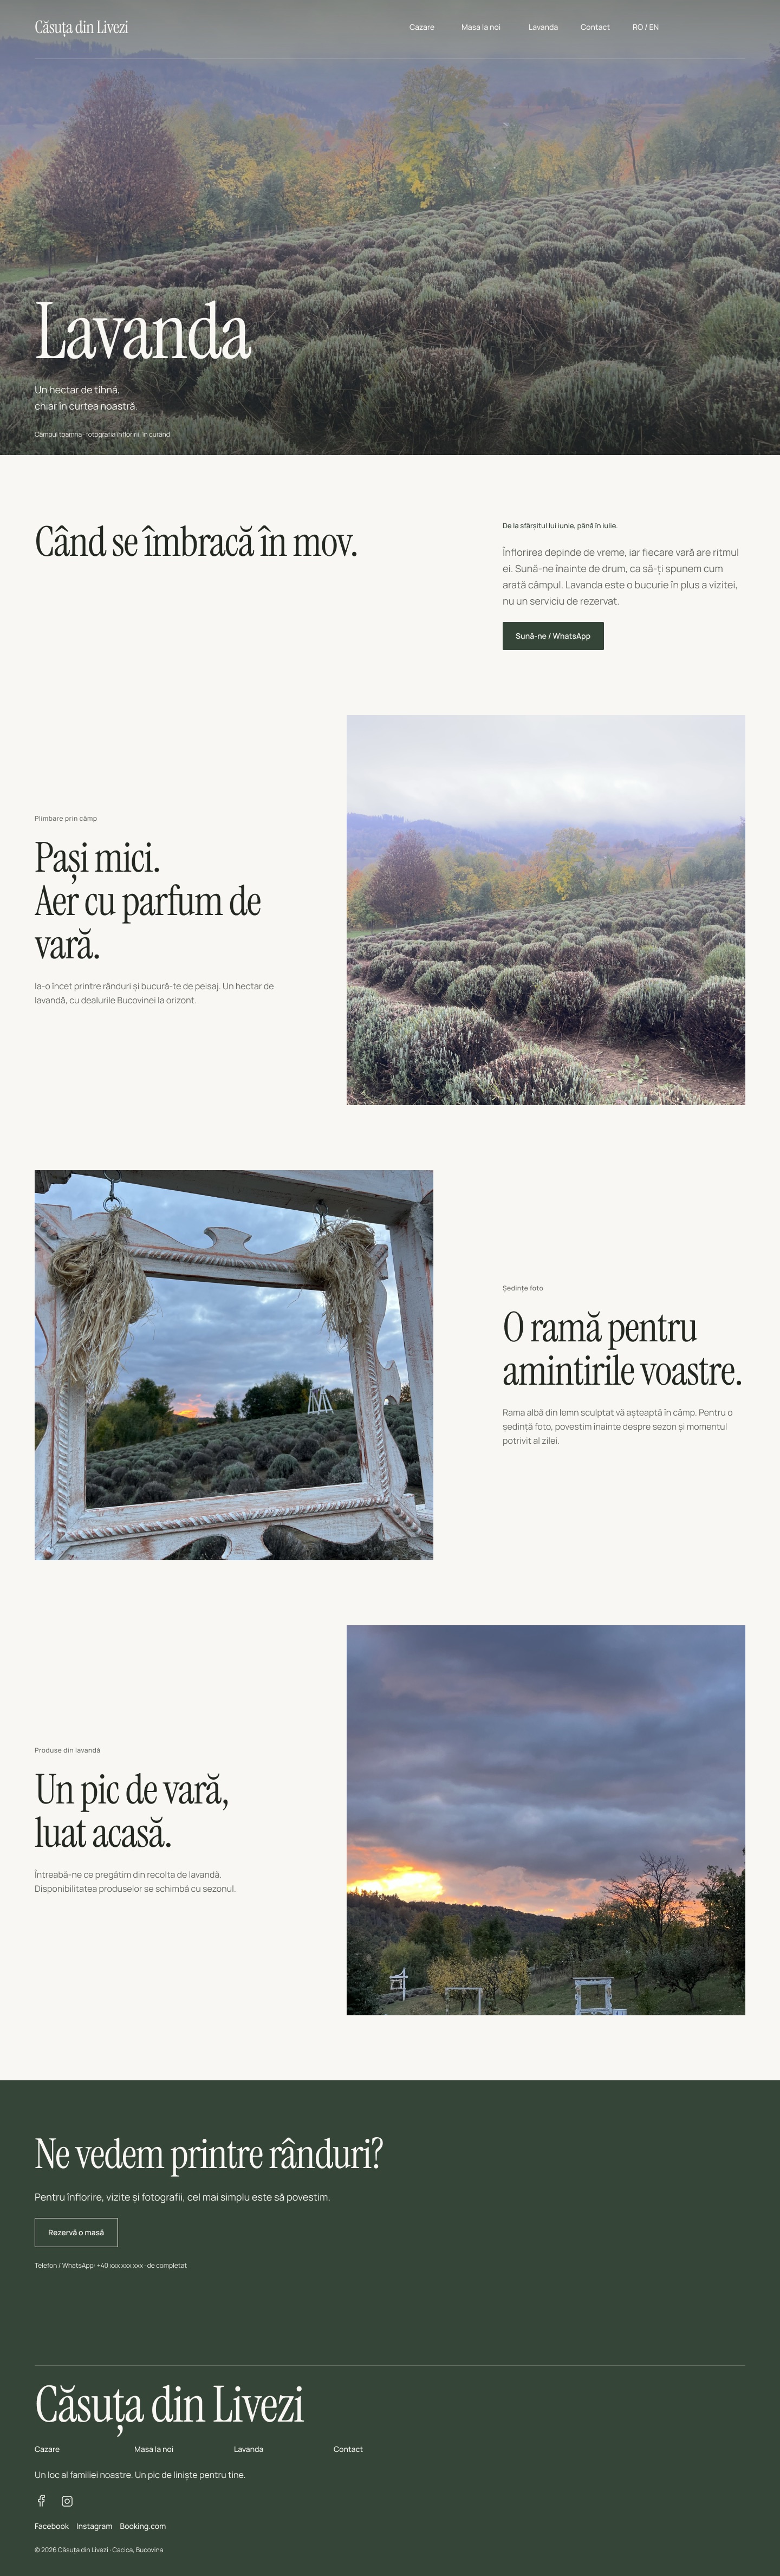 Căsuța din Livezi
Cazare
Masa la noi
Lavanda
Contact
RO / EN
Lavanda
Un hectar de tihnă,
chiar în curtea noastră.
Câmpul toamna · fotografia înfloririi, în curând
Când se îmbracă în mov.
De la sfârșitul lui iunie, până în iulie.
Înflorirea depinde de vreme, iar fiecare vară are ritmul
ei. Sună-ne înainte de drum, ca să-ți spunem cum
arată câmpul. Lavanda este o bucurie în plus a vizitei,
nu un serviciu de rezervat.
Sună-ne / WhatsApp
Plimbare prin câmp
Pași mici.
Aer cu parfum de
vară.
Ia-o încet printre rânduri și bucură-te de peisaj. Un hectar de
lavandă, cu dealurile Bucovinei la orizont.
Ședințe foto
O ramă pentru
amintirile voastre.
Rama albă din lemn sculptat vă așteaptă în câmp. Pentru o
ședință foto, povestim înainte despre sezon și momentul
potrivit al zilei.
Produse din lavandă
Un pic de vară,
luat acasă.
Întreabă-ne ce pregătim din recolta de lavandă.
Disponibilitatea produselor se schimbă cu sezonul.
Ne vedem printre rânduri?
Pentru înflorire, vizite și fotografii, cel mai simplu este să povestim.
Rezervă o masă
Telefon / WhatsApp: +40 xxx xxx xxx · de completat
Căsuța din Livezi
Cazare
Masa la noi
Lavanda
Contact
Un loc al familiei noastre. Un pic de liniște pentru tine.
Facebook
Instagram
Booking.com
© 2026 Căsuța din Livezi · Cacica, Bucovina